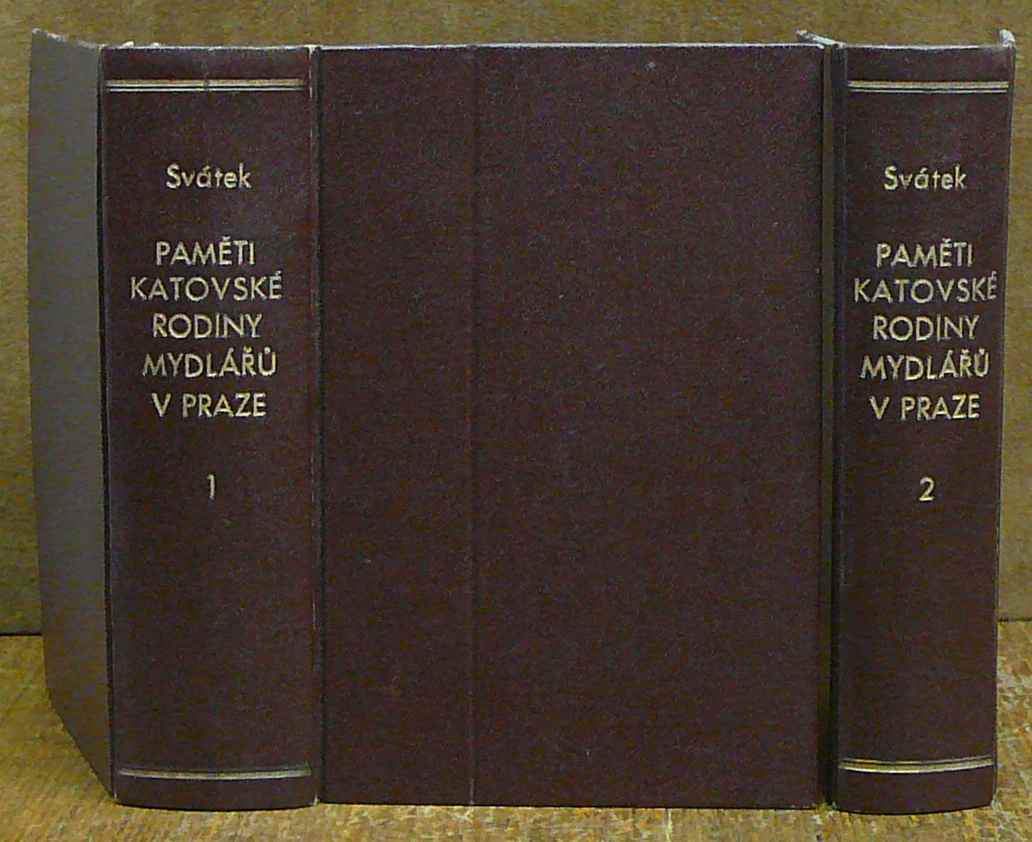 Svátek
PAMĚTI
KATOVSKÉ
RODINY
MYDLÁŘŮ
V PRAZE
1
Svátek
PAMĚTI
KATOVSKÉ
RODINY
MYDLÁŘŮ
V PRAZE
2